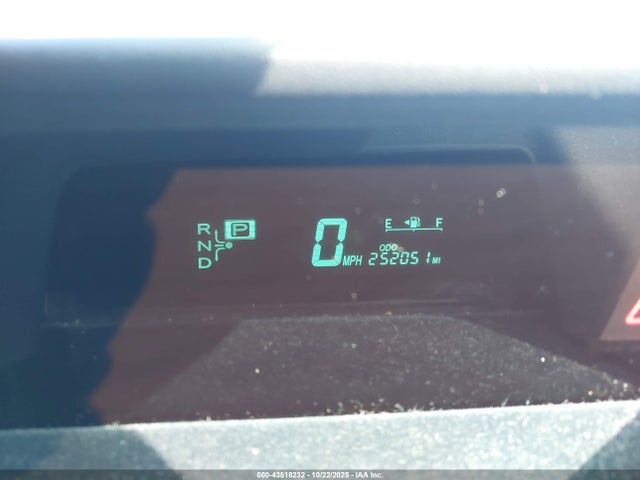 R P
N
D
0 MPH
E F
ODO
252051 MI
000-43518232 - 10/22/2025 - IAA Inc.